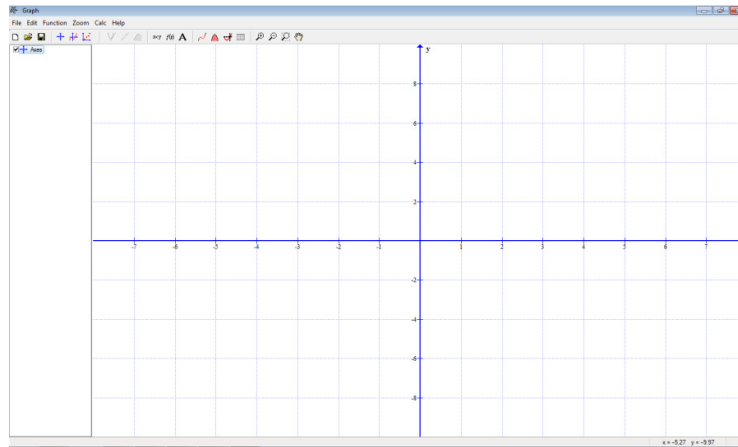 Graph
File Edit Function Zoom Calc Help
Axes
y
8
6
4
2
-7 -6 -5 -4 -3 -2 -1 1 2 3 4 5 6 7
-2
-4
-6
-8
x = -5.27 y = -9.97